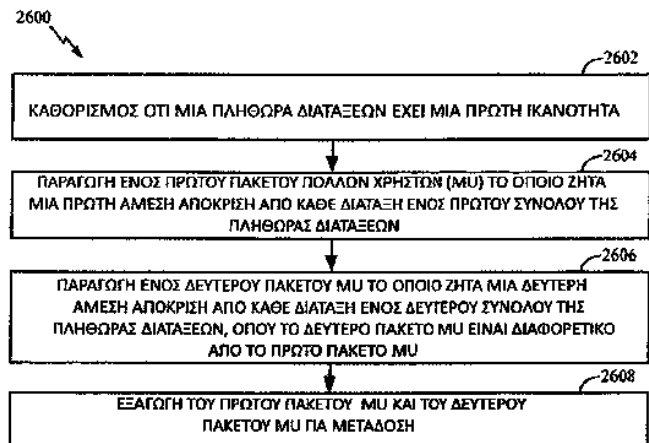 2600
2602
ΚΑΘΟΡΙΣΜΟΣ ΟΤΙ ΜΙΑ ΠΛΗΘΩΡΑ ΔΙΑΤΑΞΕΩΝ ΕΧΕΙ ΜΙΑ ΠΡΩΤΗ ΙΚΑΝΟΤΗΤΑ
2604
ΠΑΡΑΓΩΓΗ ΕΝΟΣ ΠΡΩΤΟΥ ΠΑΚΕΤΟΥ ΠΟΛΛΩΝ ΧΡΗΣΤΩΝ (MU) ΤΟ ΟΠΟΙΟ ΖΗΤΑ
ΜΙΑ ΠΡΩΤΗ ΑΜΕΣΗ ΑΠΟΚΡΙΣΗ ΑΠΟ ΚΑΘΕ ΔΙΑΤΑΞΗ ΕΝΟΣ ΠΡΩΤΟΥ ΣΥΝΟΛΟΥ ΤΗΣ
ΠΛΗΘΩΡΑΣ ΔΙΑΤΑΞΕΩΝ
2606
ΠΑΡΑΓΩΓΗ ΕΝΟΣ ΔΕΥΤΕΡΟΥ ΠΑΚΕΤΟΥ MU ΤΟ ΟΠΟΙΟ ΖΗΤΑ ΜΙΑ ΔΕΥΤΕΡΗ
ΑΜΕΣΗ ΑΠΟΚΡΙΣΗ ΑΠΟ ΚΑΘΕ ΔΙΑΤΑΞΗ ΕΝΟΣ ΔΕΥΤΕΡΟΥ ΣΥΝΟΛΟΥ ΤΗΣ
ΠΛΗΘΩΡΑΣ ΔΙΑΤΑΞΕΩΝ, ΟΠΟΥ ΤΟ ΔΕΥΤΕΡΟ ΠΑΚΕΤΟ MU ΕΙΝΑΙ ΔΙΑΦΟΡΕΤΙΚΟ
ΑΠΟ ΤΟ ΠΡΩΤΟ ΠΑΚΕΤΟ MU
2608
ΕΞΑΓΩΓΗ ΤΟΥ ΠΡΩΤΟΥ ΠΑΚΕΤΟΥ MU ΚΑΙ ΤΟΥ ΔΕΥΤΕΡΟΥ
ΠΑΚΕΤΟΥ MU ΓΙΑ ΜΕΤΑΔΟΣΗ